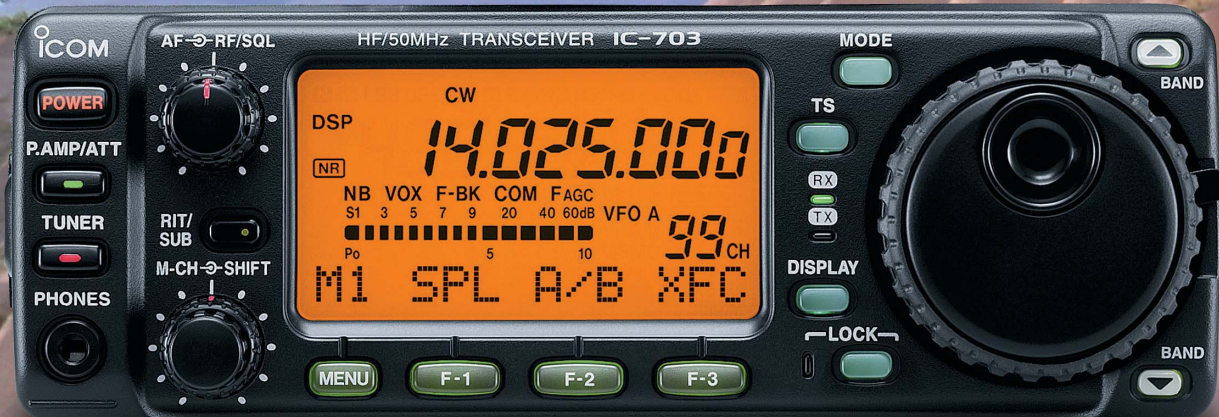 ICOM
AF RF/SQL
HF/50MHz TRANSCEIVER IC-703
MODE
BAND
POWER
TS
P.AMP/ATT
CW
DSP
14.025.000
NR
NB VOX F-BK COM FAGC
S1 3 5 7 9 20 40 60dB VFO A
99 CH
Po 5 10
M1 SPL A/B XFC
RX
TX
TUNER
RIT/
SUB
M-CH SHIFT
PHONES
DISPLAY
LOCK
BAND
MENU F-1 F-2 F-3